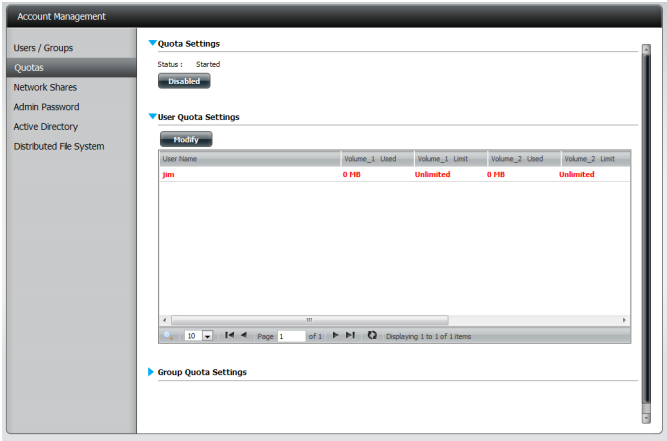 Account Management
Users / Groups
Quotas
Network Shares
Admin Password
Active Directory
Distributed File System
Quota Settings
Status : Started
Disabled
User Quota Settings
Modify
User Name Volume_1 Used Volume_1 Limit Volume_2 Used Volume_2 Limit
jim 0 MB Unlimited 0 MB Unlimited
10 Page 1 of 1 Displaying 1 to 1 of 1 items
Group Quota Settings